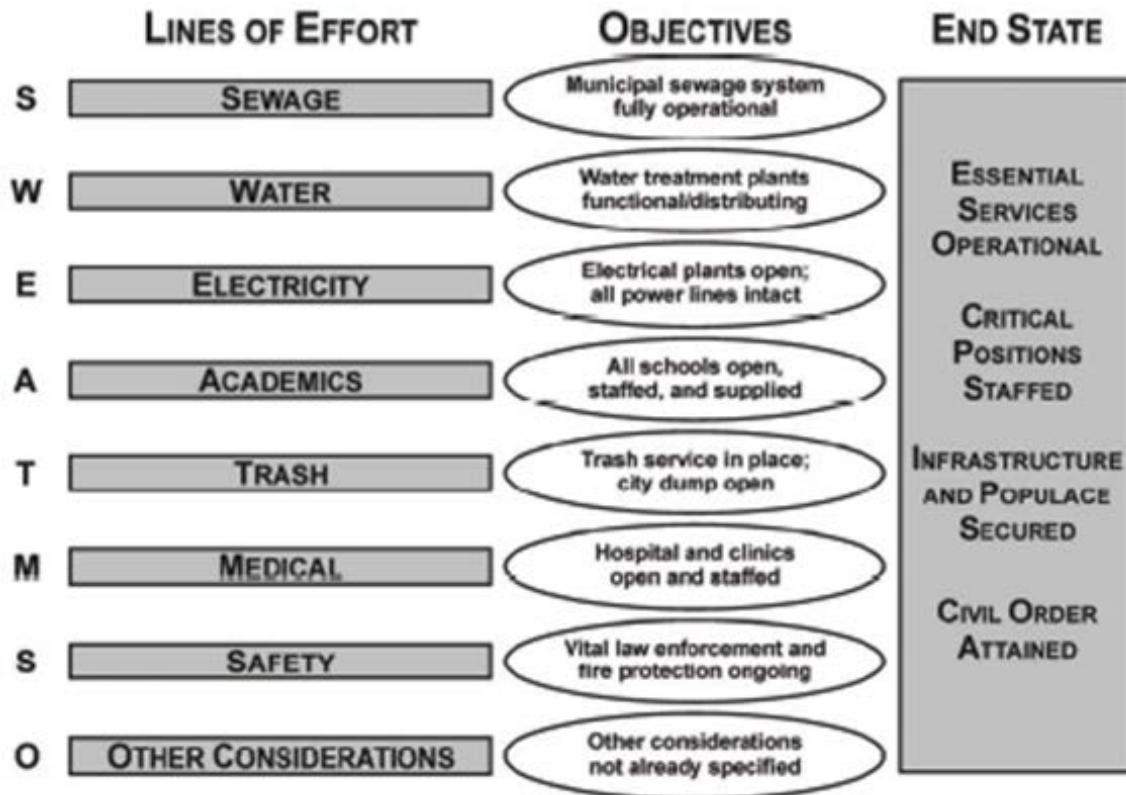 LINES OF EFFORT
OBJECTIVES
END STATE
S
SEWAGE
Municipal sewage system
fully operational
W
WATER
Water treatment plants
functional/distributing
E
ELECTRICITY
Electrical plants open;
all power lines intact
A
ACADEMICS
All schools open,
staffed, and supplied
T
TRASH
Trash service in place;
city dump open
M
MEDICAL
Hospital and clinics
open and staffed
S
SAFETY
Vital law enforcement and
fire protection ongoing
O
OTHER CONSIDERATIONS
Other considerations
not already specified
ESSENTIAL
SERVICES
OPERATIONAL
CRITICAL
POSITIONS
STAFFED
INFRASTRUCTURE
AND POPULACE
SECURED
CIVIL ORDER
ATTAINED